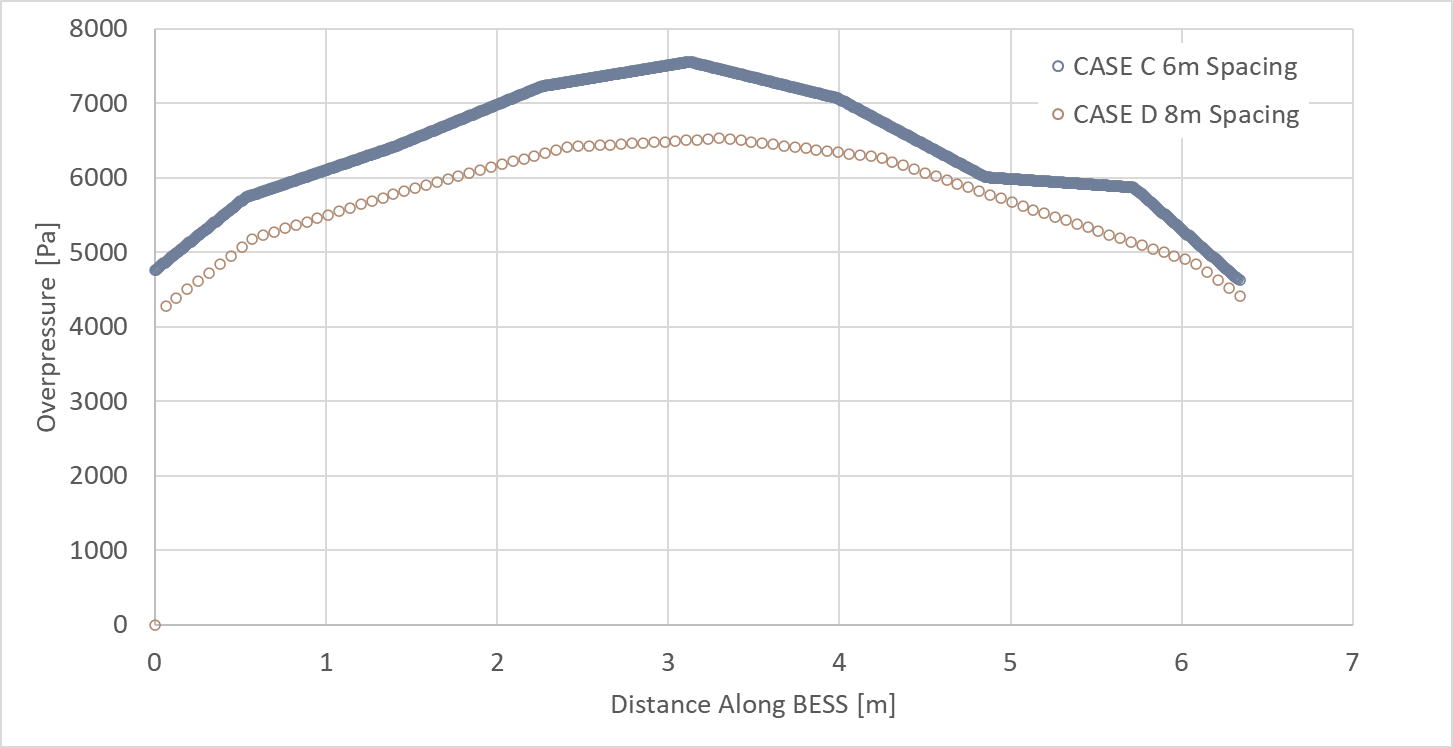 8000
7000
6000
5000
4000
3000
2000
1000
0
Overpressure [Pa]
CASE C 6m Spacing
CASE D 8m Spacing
0 1 2 3 4 5 6 7
Distance Along BESS [m]